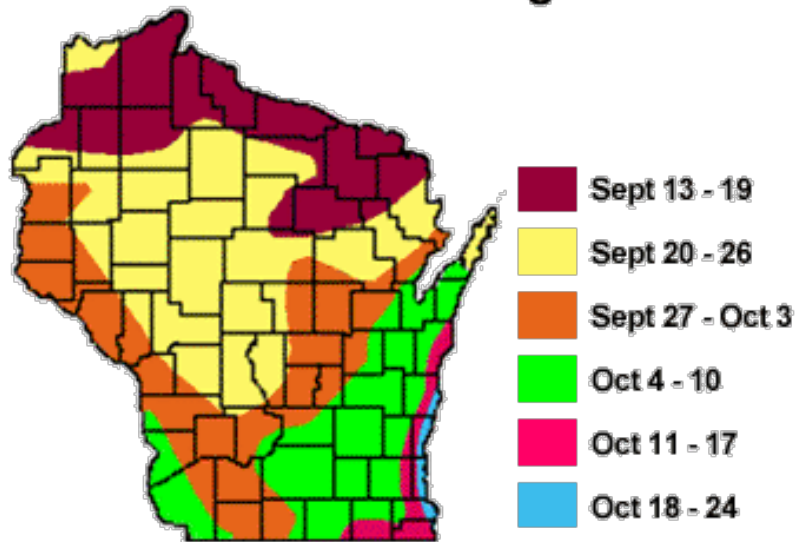 Sept 13 - 19
Sept 20 - 26
Sept 27 - Oct 3
Oct 4 - 10
Oct 11 - 17
Oct 18 - 24